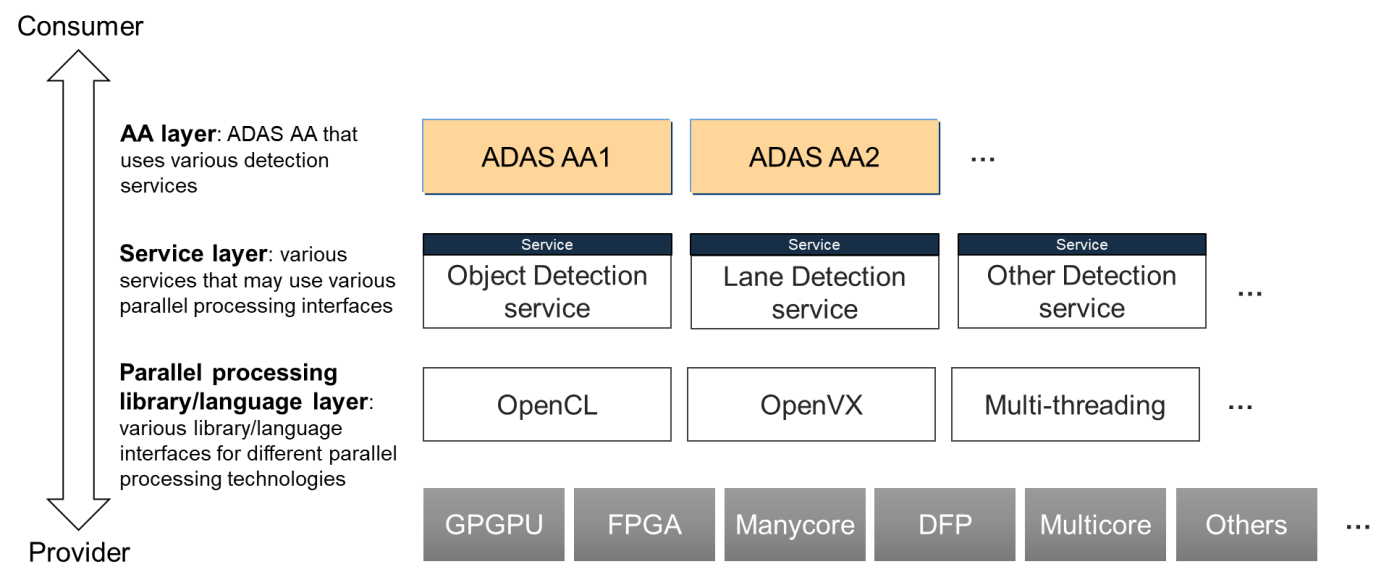 Consumer
AA layer: ADAS AA that
uses various detection
services
ADAS AA1
ADAS AA2
...
Service layer: various
services that may use various
parallel processing interfaces
Service
Object Detection
service
Service
Lane Detection
service
Service
Other Detection
service
...
Parallel processing
library/language layer:
various library/language
interfaces for different parallel
processing technologies
OpenCL
OpenVX
Multi-threading
...
GPGPU
FPGA
Manycore
DFP
Multicore
Others
...
Provider